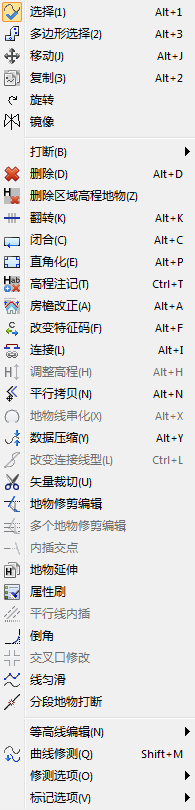 选择(1) Alt+1
多边形选择(2) Alt+3
移动(J) Alt+J
复制(3) Alt+2
旋转
镜像
打断(B)
删除(D) Alt+D
删除区域高程地物(Z)
翻转(K) Alt+K
闭合(C) Alt+C
直角化(E) Alt+P
高程注记(T) Ctrl+T
房檐改正(A) Alt+A
改变特征码(F) Alt+F
连接(L) Alt+I
调整高程(H) Alt+H
平行拷贝(N) Alt+N
地物线串化(X) Alt+X
数据压缩(Y) Alt+Y
改变连接线型(L) Ctrl+L
矢量裁切(U)
地物修剪编辑
多个地物修剪编辑
内插交点
地物延伸
属性刷
平行线内插
倒角
交叉口修改
线匀滑
分段地物打断
等高线编辑(N)
曲线修测(Q) Shift+M
修测选项(O)
标记选项(V)